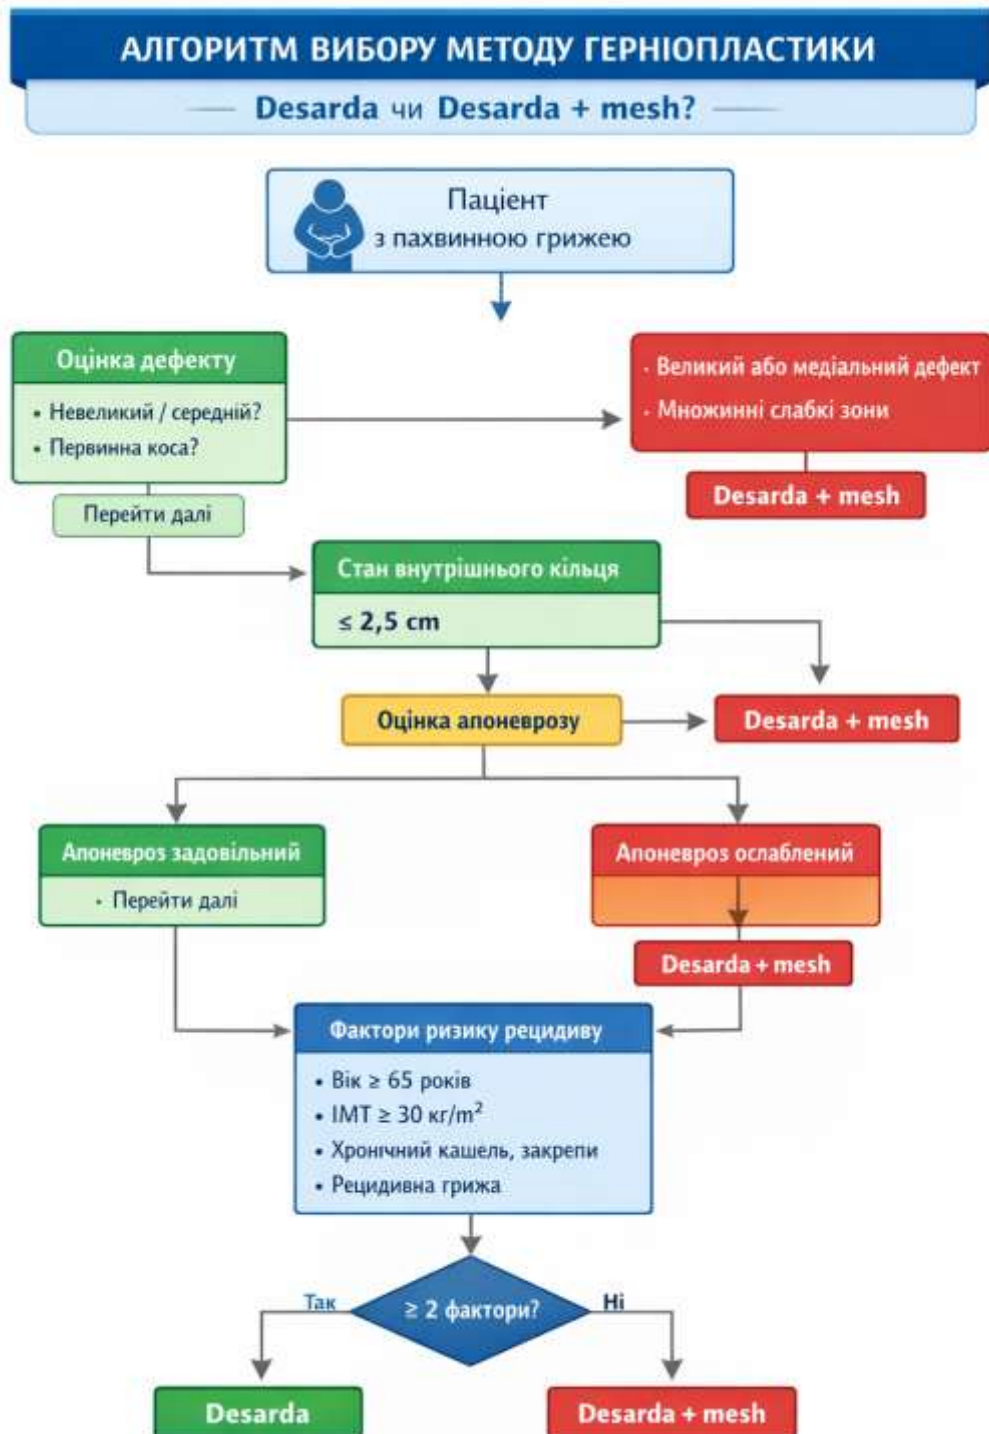 АЛГОРИТМ ВИБОРУ МЕТОДУ ГЕРНІОПЛАСТИКИ
Desarda чи Desarda + mesh?
Пацієнт
з пахвинною грижею
Оцінка дефекту
• Невеликий / середній?
• Первинна коса?
Перейти далі
· Великий або медіальний дефект
· Множинні слабкі зони
Desarda + mesh
Стан внутрішнього кільця
≤ 2,5 cm
Оцінка апоневрозу
Desarda + mesh
Апоневроз задовільний
• Перейти далі
Апоневроз ослаблений
Desarda + mesh
Фактори ризику рецидиву
• Вік ≥ 65 років
• ІМТ ≥ 30 кг/m²
• Хронічний кашель, закрепи
• Рецидивна грижа
Так
≥ 2 фактори?
Ні
Desarda
Desarda + mesh